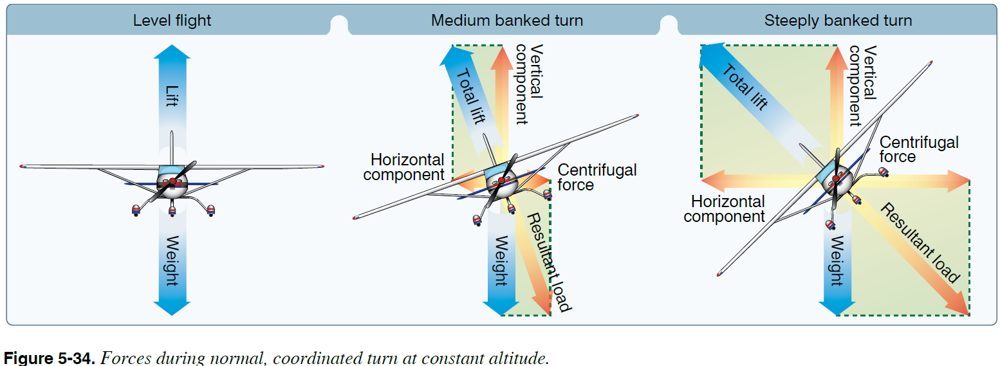 Level flight
Medium banked turn
Steeply banked turn
Lift
Weight
Total lift
Vertical
component
Horizontal
component
Centrifugal
force
Weight
Resultant load
Total lift
Vertical
component
Centrifugal
force
Horizontal
component
Weight
Resultant load
Figure 5-34. Forces during normal, coordinated turn at constant altitude.